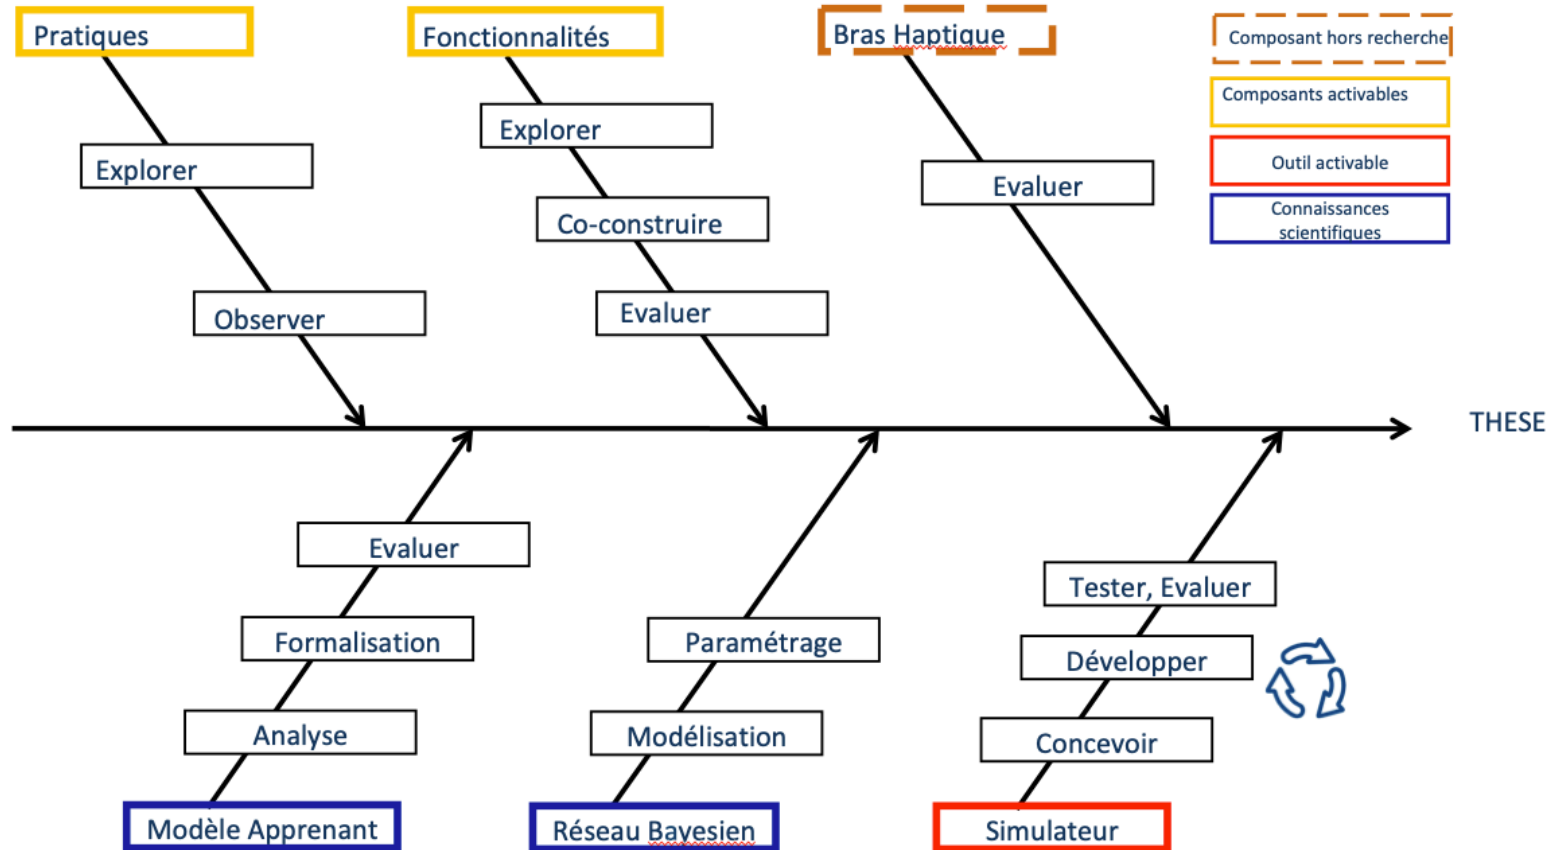 Pratiques
Fonctionnalités
Bras Haptique
Composant hors recherche
Composants activables
Explorer
Explorer
Outil activable
Evaluer
Connaissances
scientifiques
Co-construire
Observer
Evaluer
THESE
Evaluer
Tester, Evaluer
Formalisation
Paramétrage
Développer
Analyse
Modélisation
Concevoir
Modèle Apprenant
Réseau Bayesien
Simulateur